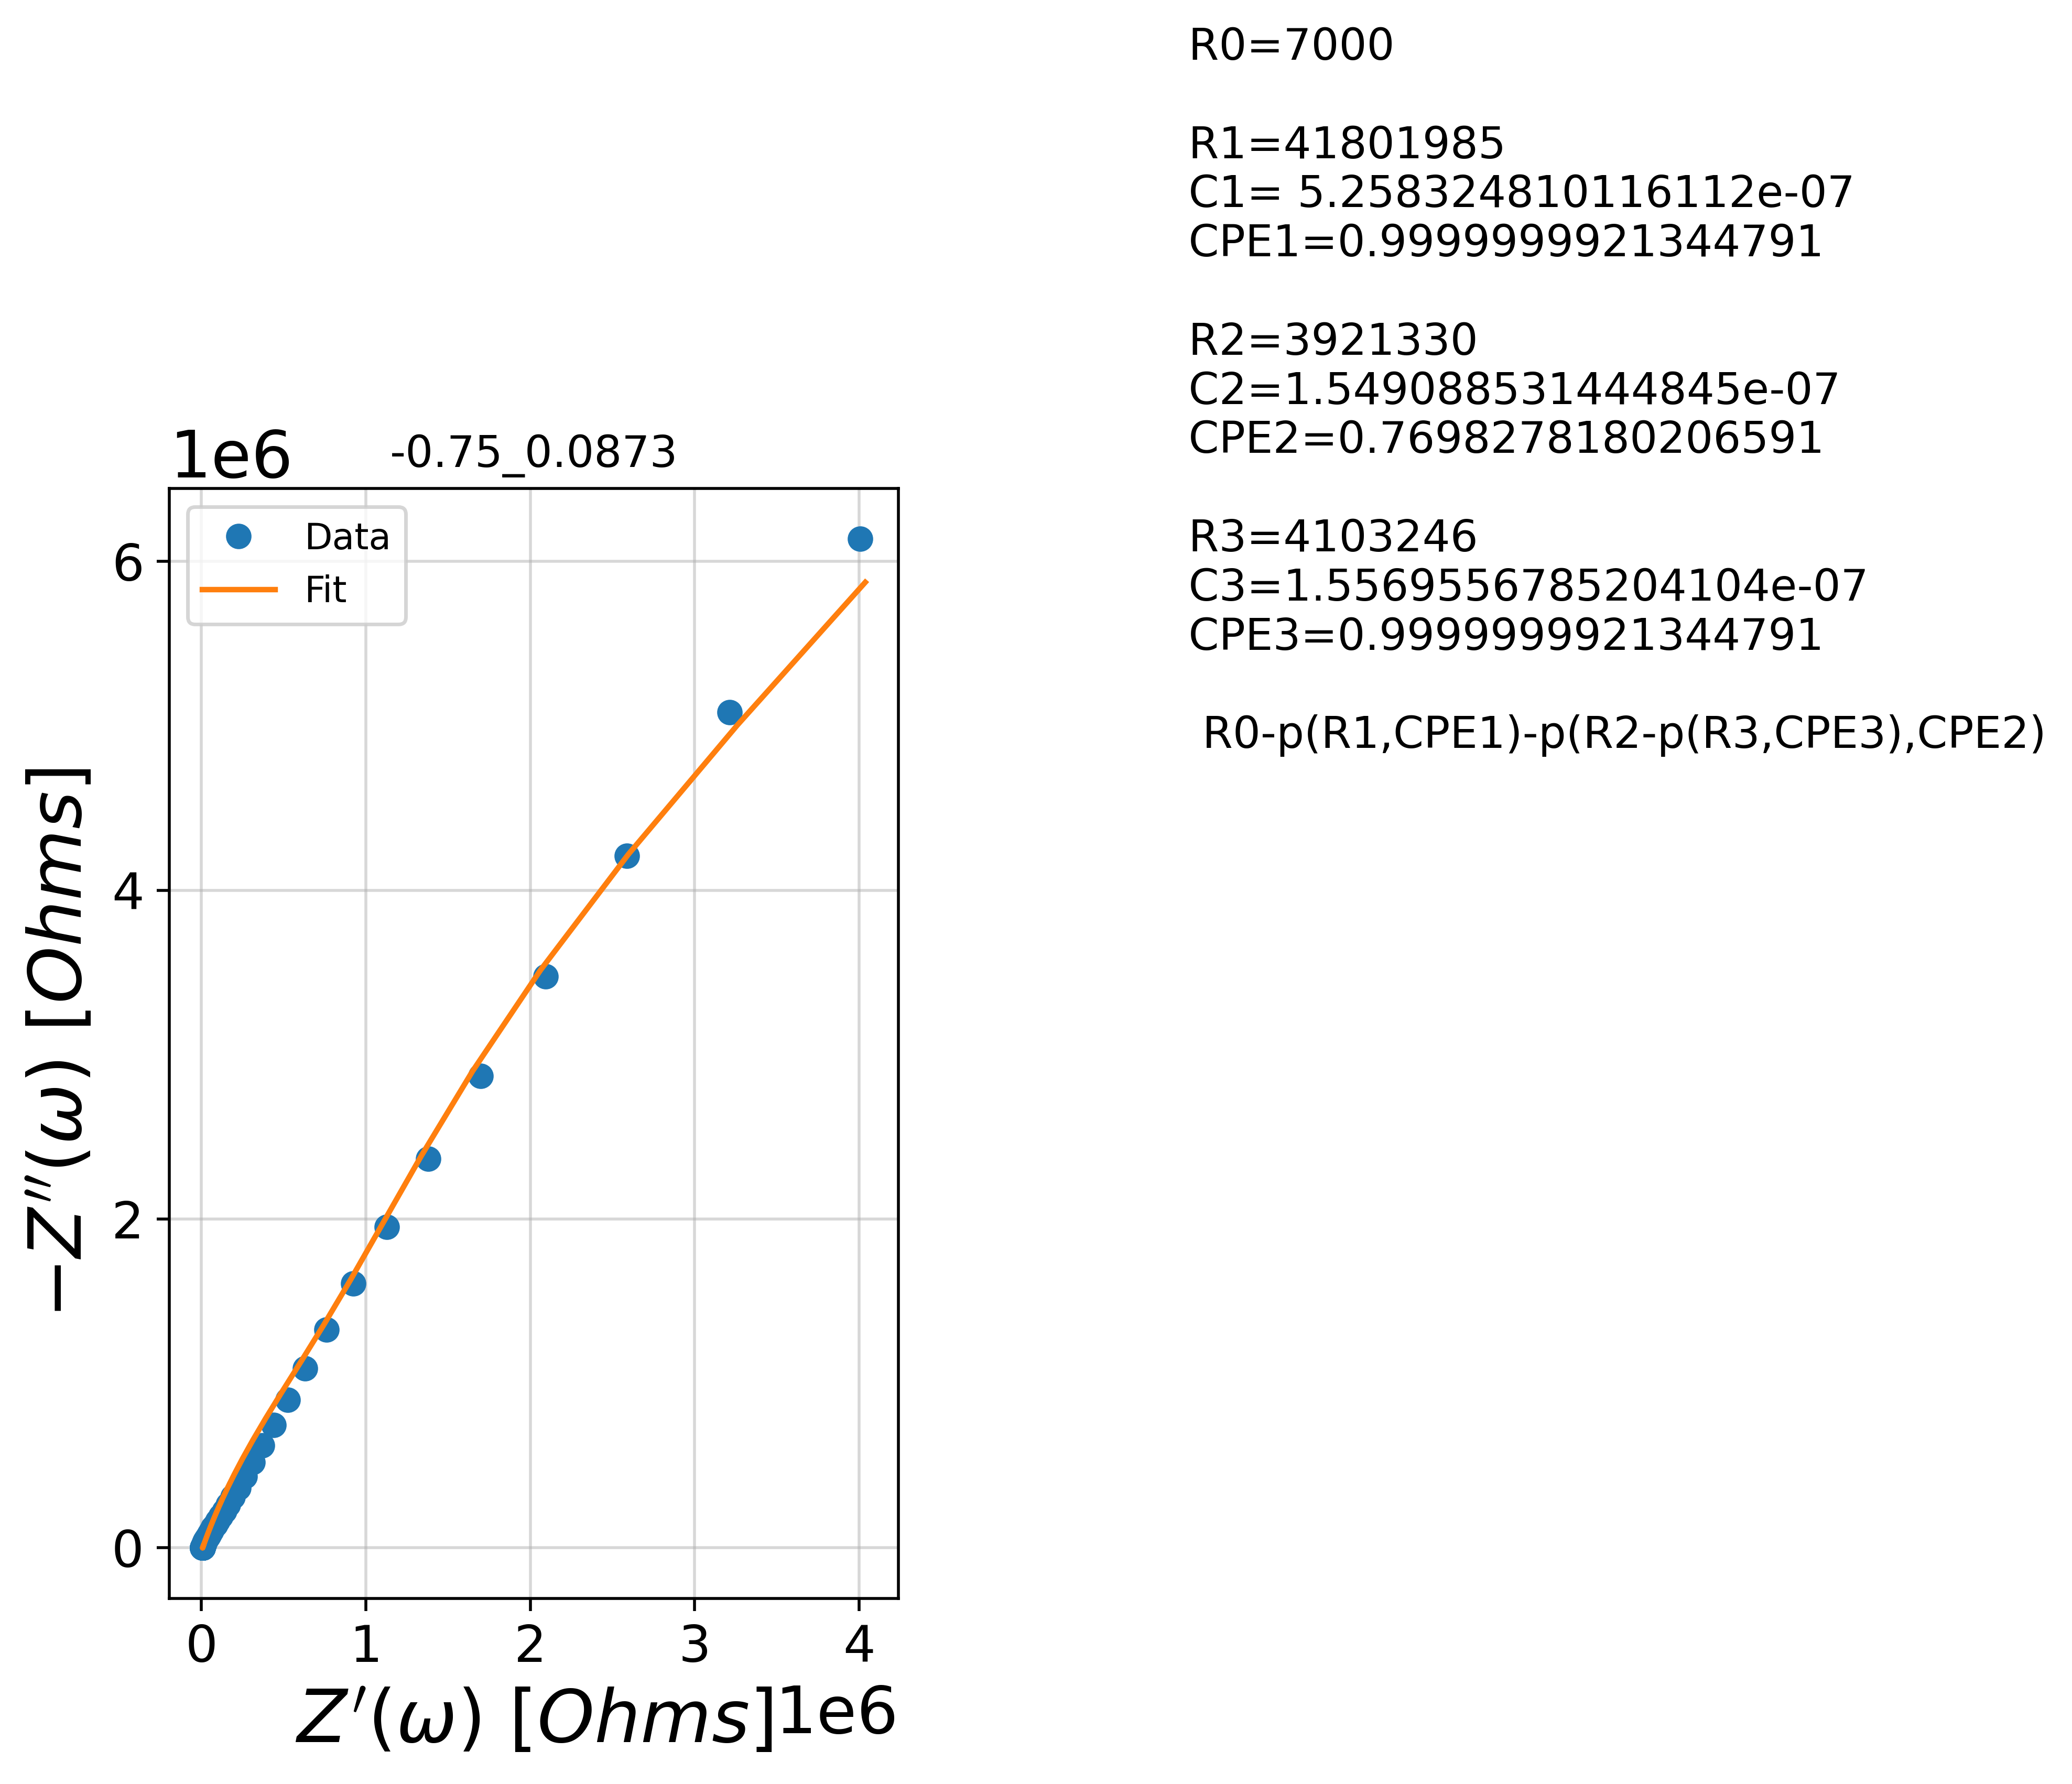 R0=7000
R1=41801985
C1= 5.258324810116112e-07
CPE1=0.9999999921344791
R2=3921330
C2=1.549088531444845e-07
CPE2=0.7698278180206591
R3=4103246
C3=1.5569556785204104e-07
CPE3=0.9999999921344791
R0-p(R1,CPE1)-p(R2-p(R3,CPE3),CPE2)
1e6
-0.75_0.0873
Data
Fit
6
4
2
0
−Z′′(ω) [Ohms]
0 1 2 3 4
Z′(ω) [Ohms]
1e6